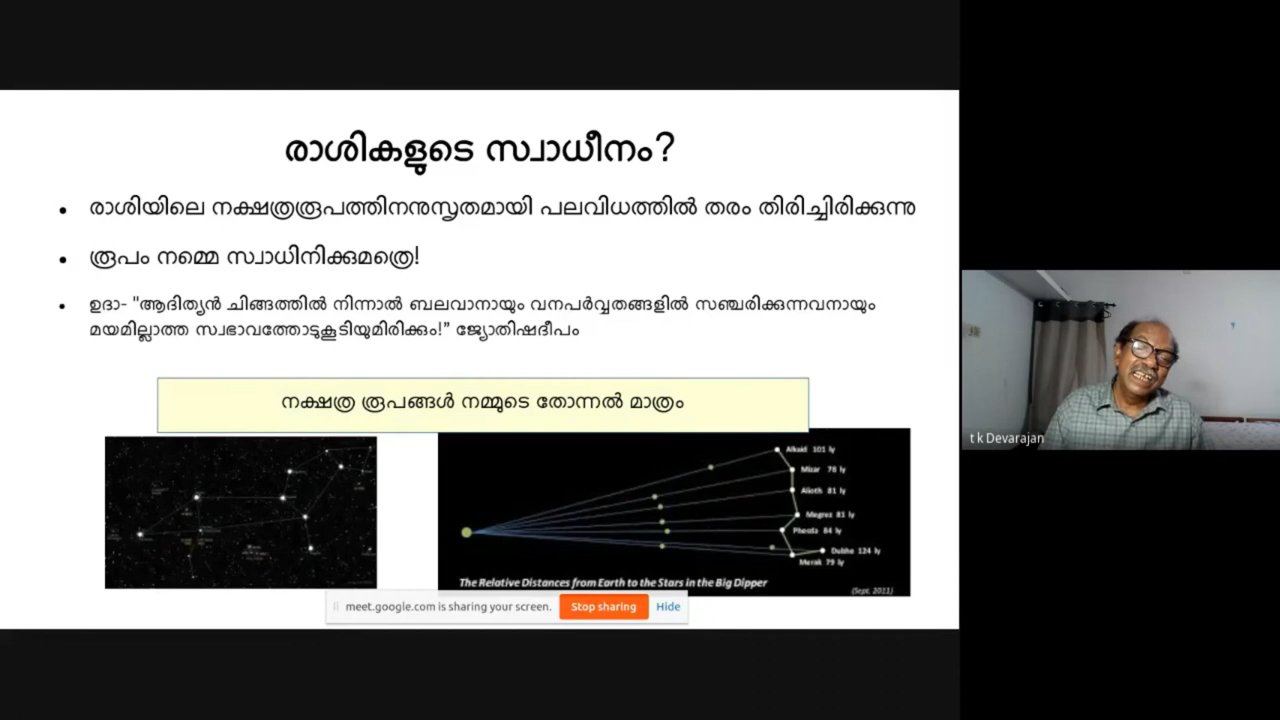 രാശികളുടെ സ്വാധീനം?
• രാശിയിലെ നക്ഷത്രരൂപത്തിനനുസൃതമായി പലവിധത്തിൽ തരം തിരിച്ചിരിക്കുന്നു
• രൂപം നമ്മെ സ്വാധിനിക്കുമത്രെ!
• ഉദാ- "ആദിത്യൻ ചിങ്ങത്തിൽ നിന്നാൽ ബലവാനായും വനപർവ്വതങ്ങളിൽ സഞ്ചരിക്കുന്നവനായും
മയമില്ലാത്ത സ്വഭാവത്തോടുകൂടിയുമിരിക്കും!” ജ്യോതിഷദീപം
നക്ഷത്ര രൂപങ്ങൾ നമ്മുടെ തോന്നൽ മാത്രം
Alkaid 101 ly
Mizar 78 ly
Alioth 81 ly
Megrez 81 ly
Phecda 84 ly
Dubhe 124 ly
Merak 79 ly
The Relative Distances from Earth to the Stars in the Big Dipper
(Sept. 2011)
meet.google.com is sharing your screen. Stop sharing Hide
t k Devarajan